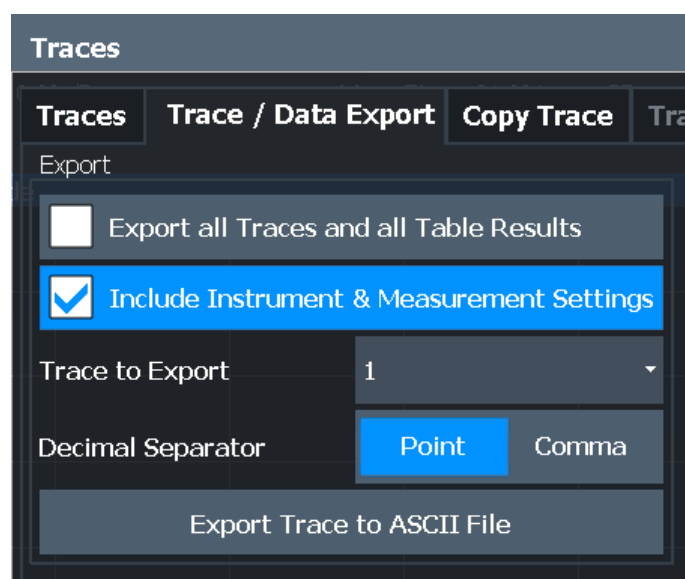 Traces
Traces Trace / Data Export Copy Trace
Export
Export all Traces and all Table Results
Include Instrument & Measurement Settings
Trace to Export 1
Decimal Separator Point Comma
Export Trace to ASCII File